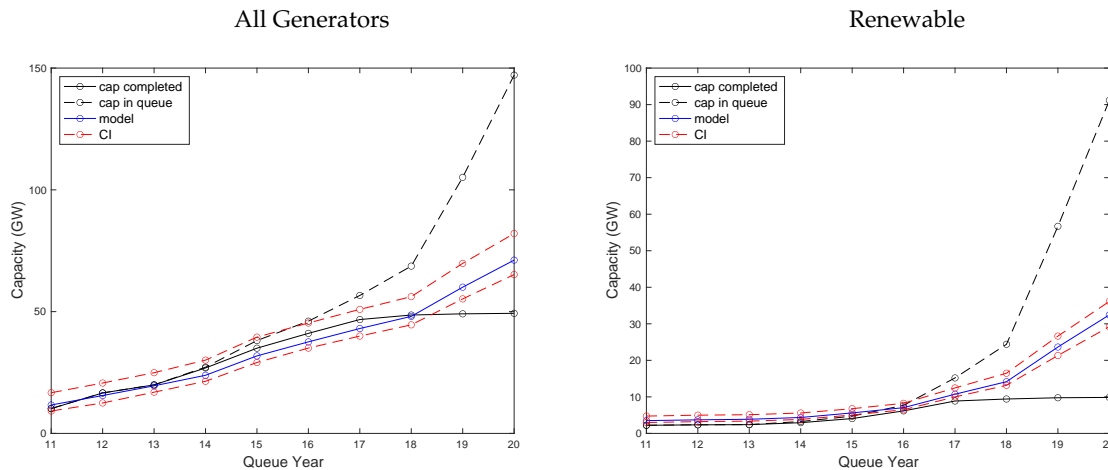 All Generators
150
100
50
0
Capacity (GW)
cap completed
cap in queue
model
CI
11 12 13 14 15 16 17 18 19 20
Queue Year
Renewable
100
90
80
70
60
50
40
30
20
10
0
Capacity (GW)
cap completed
cap in queue
model
CI
11 12 13 14 15 16 17 18 19 2
Queue Year